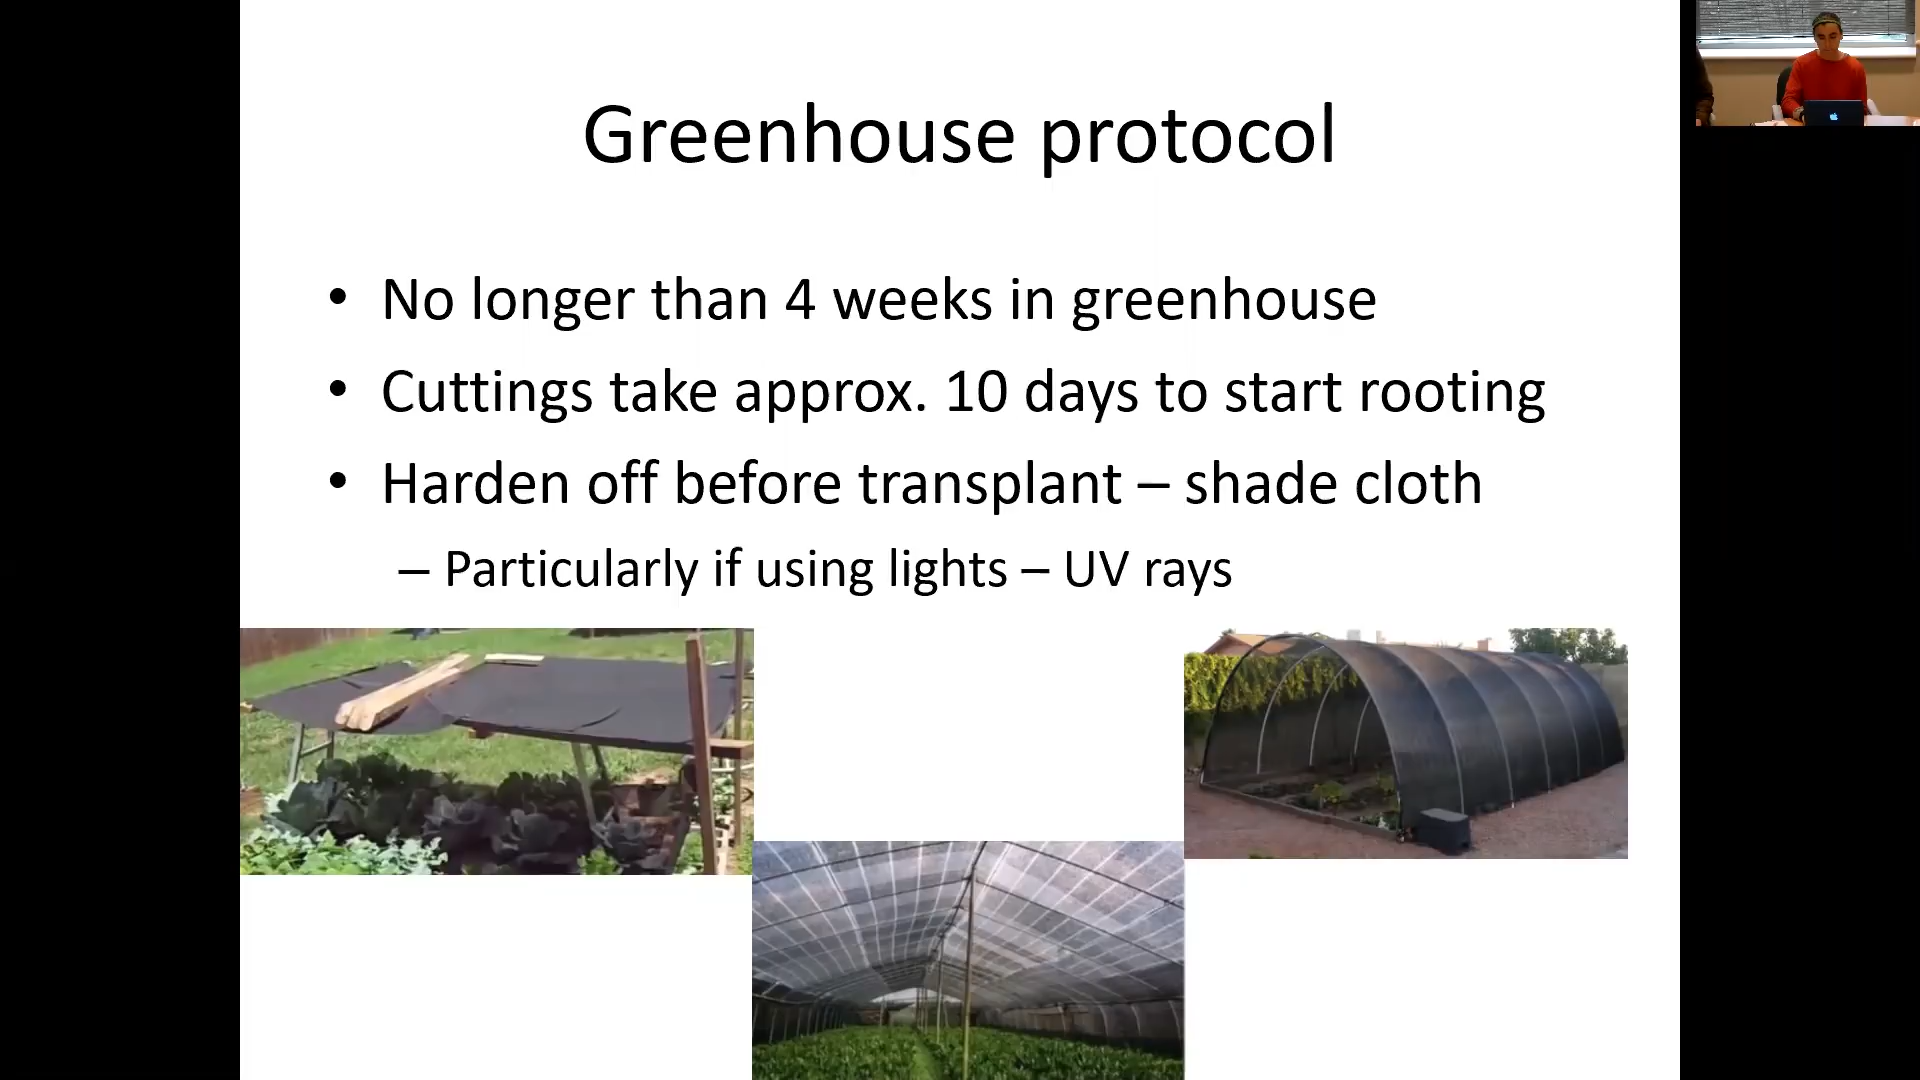 Greenhouse protocol
• No longer than 4 weeks in greenhouse
• Cuttings take approx. 10 days to start rooting
• Harden off before transplant – shade cloth
– Particularly if using lights – UV rays